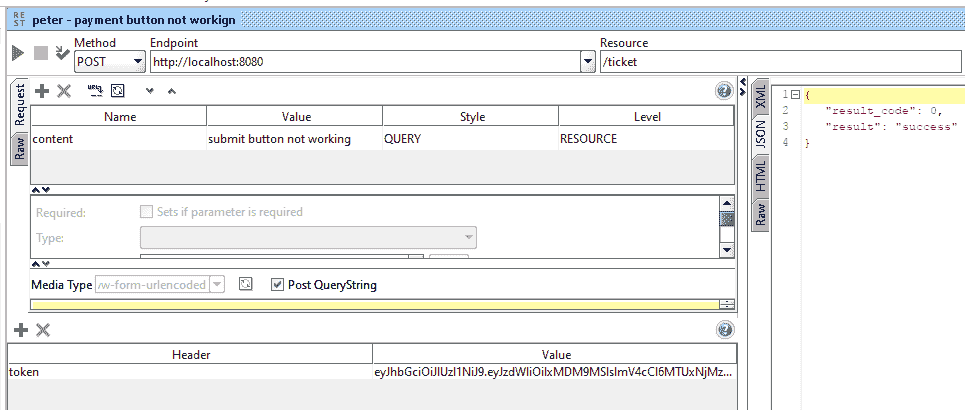 RE
ST
peter - payment button not workign
Method
Endpoint
Resource
POST
http://localhost:8080
/ticket
Request
Raw
Name Value Style Level
content submit button not working QUERY RESOURCE
Required: Sets if parameter is required
Type:
Media Type /w-form-urlencoded Post QueryString
Header Value
token
XML
JSON
HTML
Raw
1 {
2 "result_code": 0,
3 "result": "success"
4 }